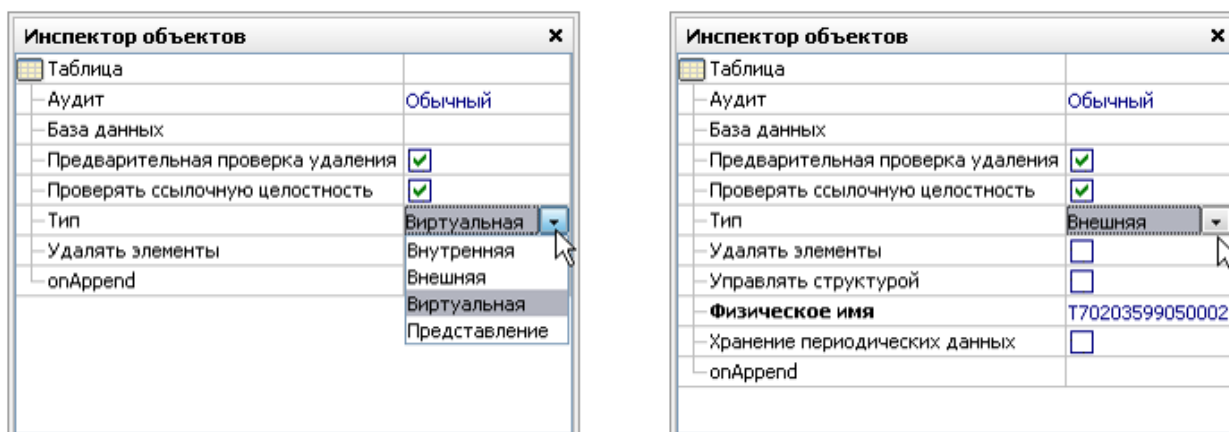 Инспектор объектов
Таблица
Аудит Обычный
База данных
Предварительная проверка удаления
Проверять ссылочную целостность
Тип Виртуальная
Удалять элементы Внутренняя
onAppend Внешняя
Виртуальная
Представление
Инспектор объектов
Таблица
Аудит Обычный
База данных
Предварительная проверка удаления
Проверять ссылочную целостность
Тип Внешняя
Удалять элементы
Управлять структурой
Физическое имя T70203599050002
Хранение периодических данных
onAppend